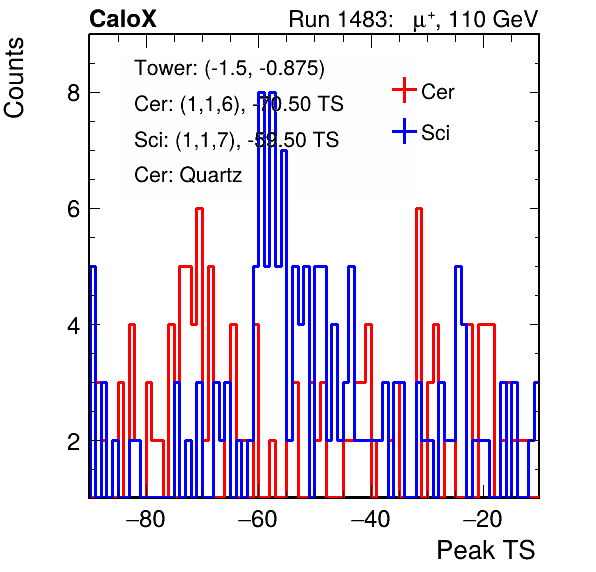 CaloX Run 1483: μ⁺, 110 GeV
Counts
Tower: (-1.5, -0.875)
Cer: (1,1,6), -70.50 TS
Sci: (1,1,7), -59.50 TS
Cer: Quartz
Cer
Sci
8
6
4
2
−80 −60 −40 −20
Peak TS